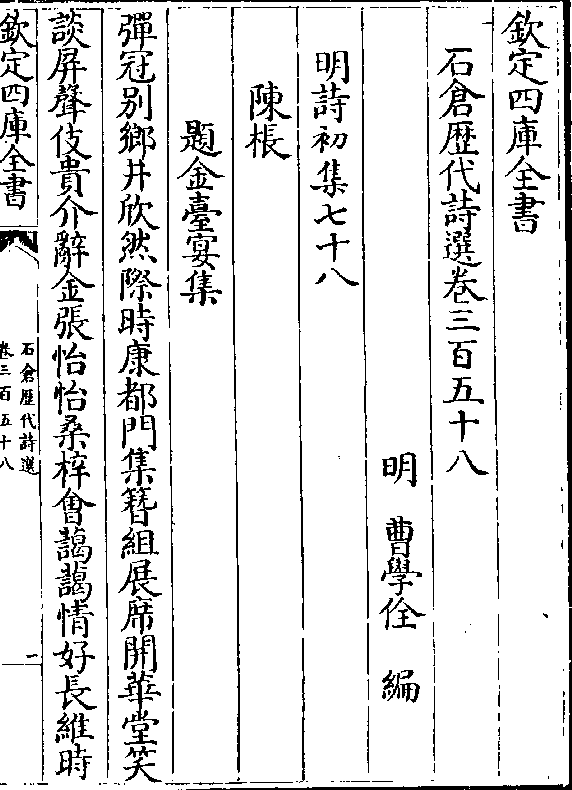 欽定四庫全書
石倉歴代詩選卷三百五十八
明 曹學佺 編
明詩初集七十八
陳棖
題金臺宴集
彈冠别鄉井欣然際時康都門集簪組展席開華堂笑
談屏聲伎貴介辭金張怡怡桑梓會藹藹情好長維時
欽定四庫全書
石倉歴代詩選
卷三百五十八
一